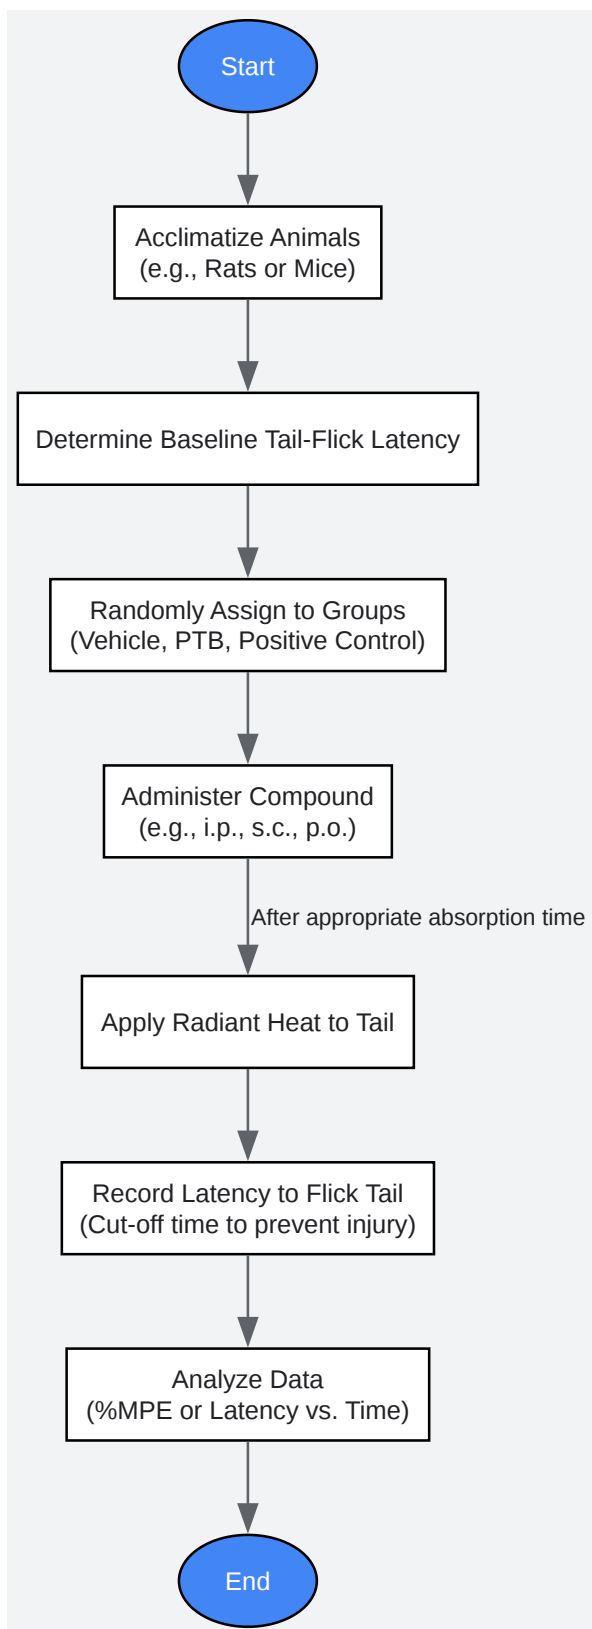 Start
Acclimatize Animals
(e.g., Rats or Mice)
Determine Baseline Tail-Flick Latency
Randomly Assign to Groups
(Vehicle, PTB, Positive Control)
Administer Compound
(e.g., i.p., s.c., p.o.)
After appropriate absorption time
Apply Radiant Heat to Tail
Record Latency to Flick Tail
(Cut-off time to prevent injury)
Analyze Data
(%MPE or Latency vs. Time)
End